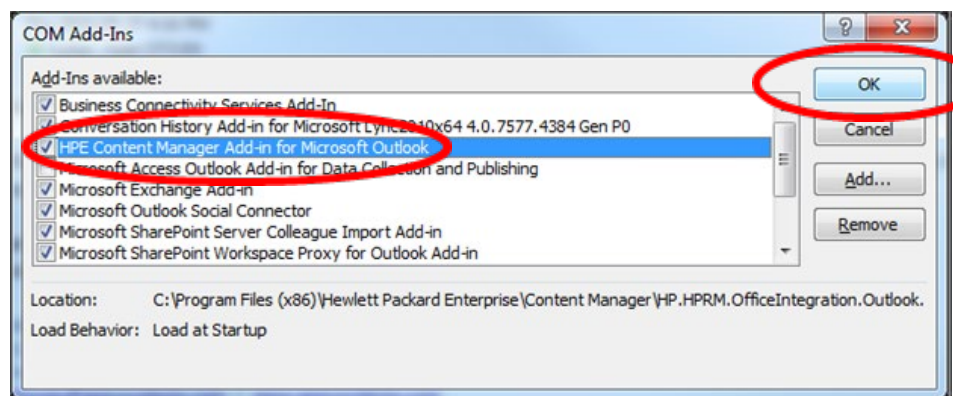 COM Add-Ins
Add-Ins available:
Business Connectivity Services Add-In
Conversation History Add-in for Microsoft Lync2010x64 4.0.7577.4384 Gen P0
HPE Content Manager Add-in for Microsoft Outlook
Microsoft Access Outlook Add-in for Data Collection and Publishing
Microsoft Exchange Add-in
Microsoft Outlook Social Connector
Microsoft SharePoint Server Colleague Import Add-in
Microsoft SharePoint Workspace Proxy for Outlook Add-in
OK
Cancel
Add...
Remove
Location: C:\Program Files (x86)\Hewlett Packard Enterprise\Content Manager\HP.HPRM.OfficeIntegration.Outlook.
Load Behavior: Load at Startup